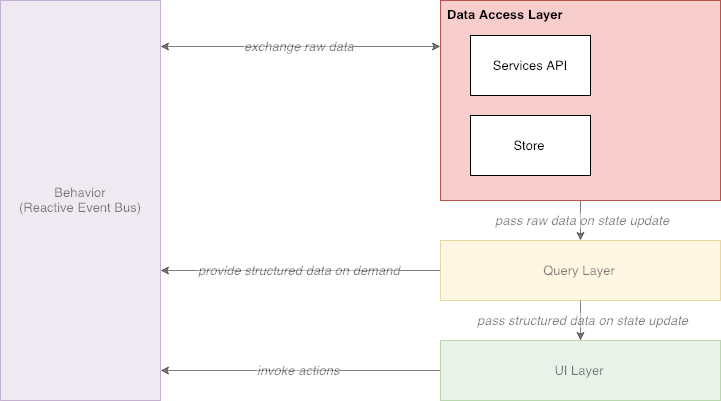 Data Access Layer
exchange raw data
Services API
Store
Behavior
(Reactive Event Bus)
pass raw data on state update
provide structured data on demand
Query Layer
pass structured data on state update
invoke actions
UI Layer